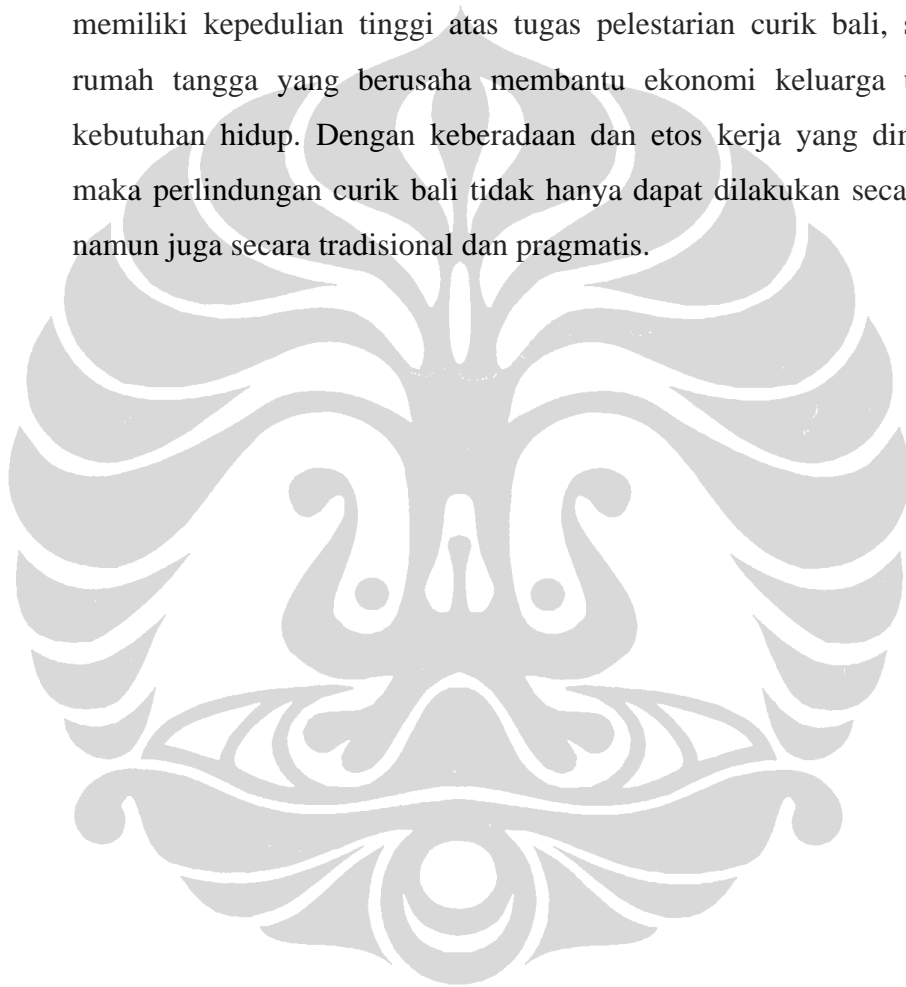 memiliki kepedulian tinggi atas tugas pelestarian curik bali,
rumah tangga yang berusaha membantu ekonomi keluarga
kebutuhan hidup. Dengan keberadaan dan etos kerja yang
maka perlindungan curik bali tidak hanya dapat dilakukan
namun juga secara tradisional dan pragmatis.